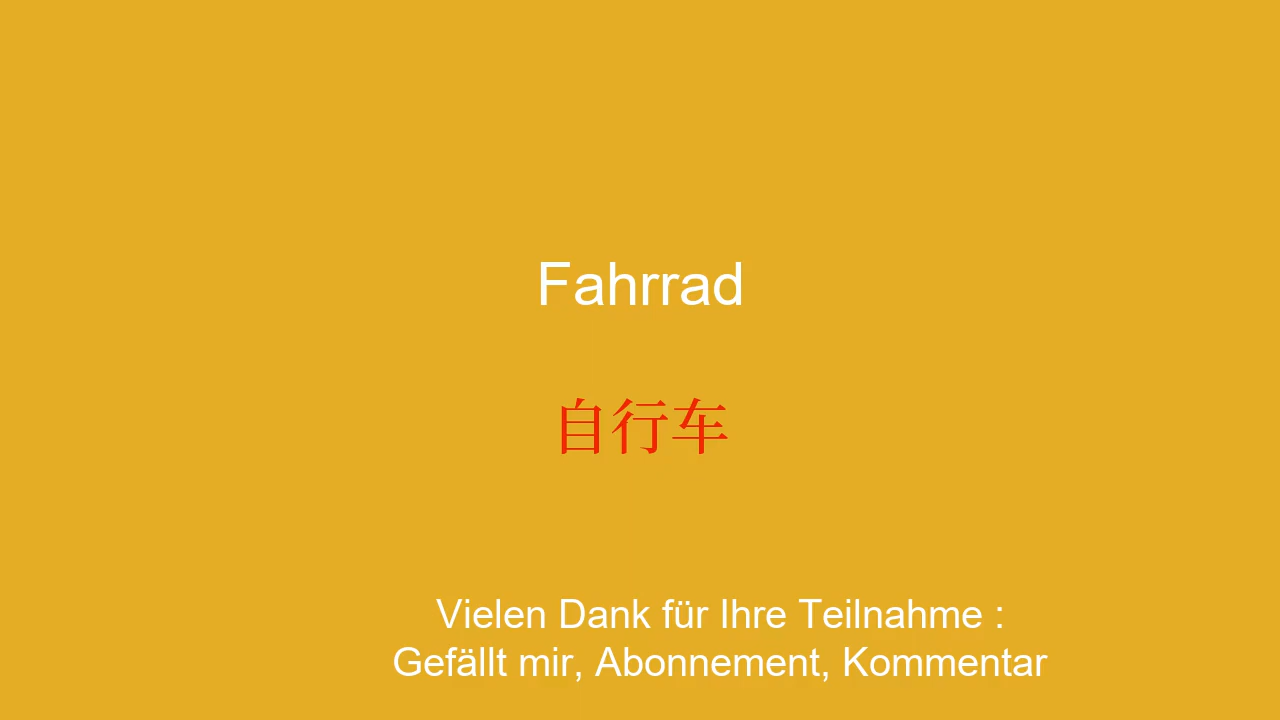 Fahrrad
自行车
Vielen Dank für Ihre Teilnahme :
Gefällt mir, Abonnement, Kommentar